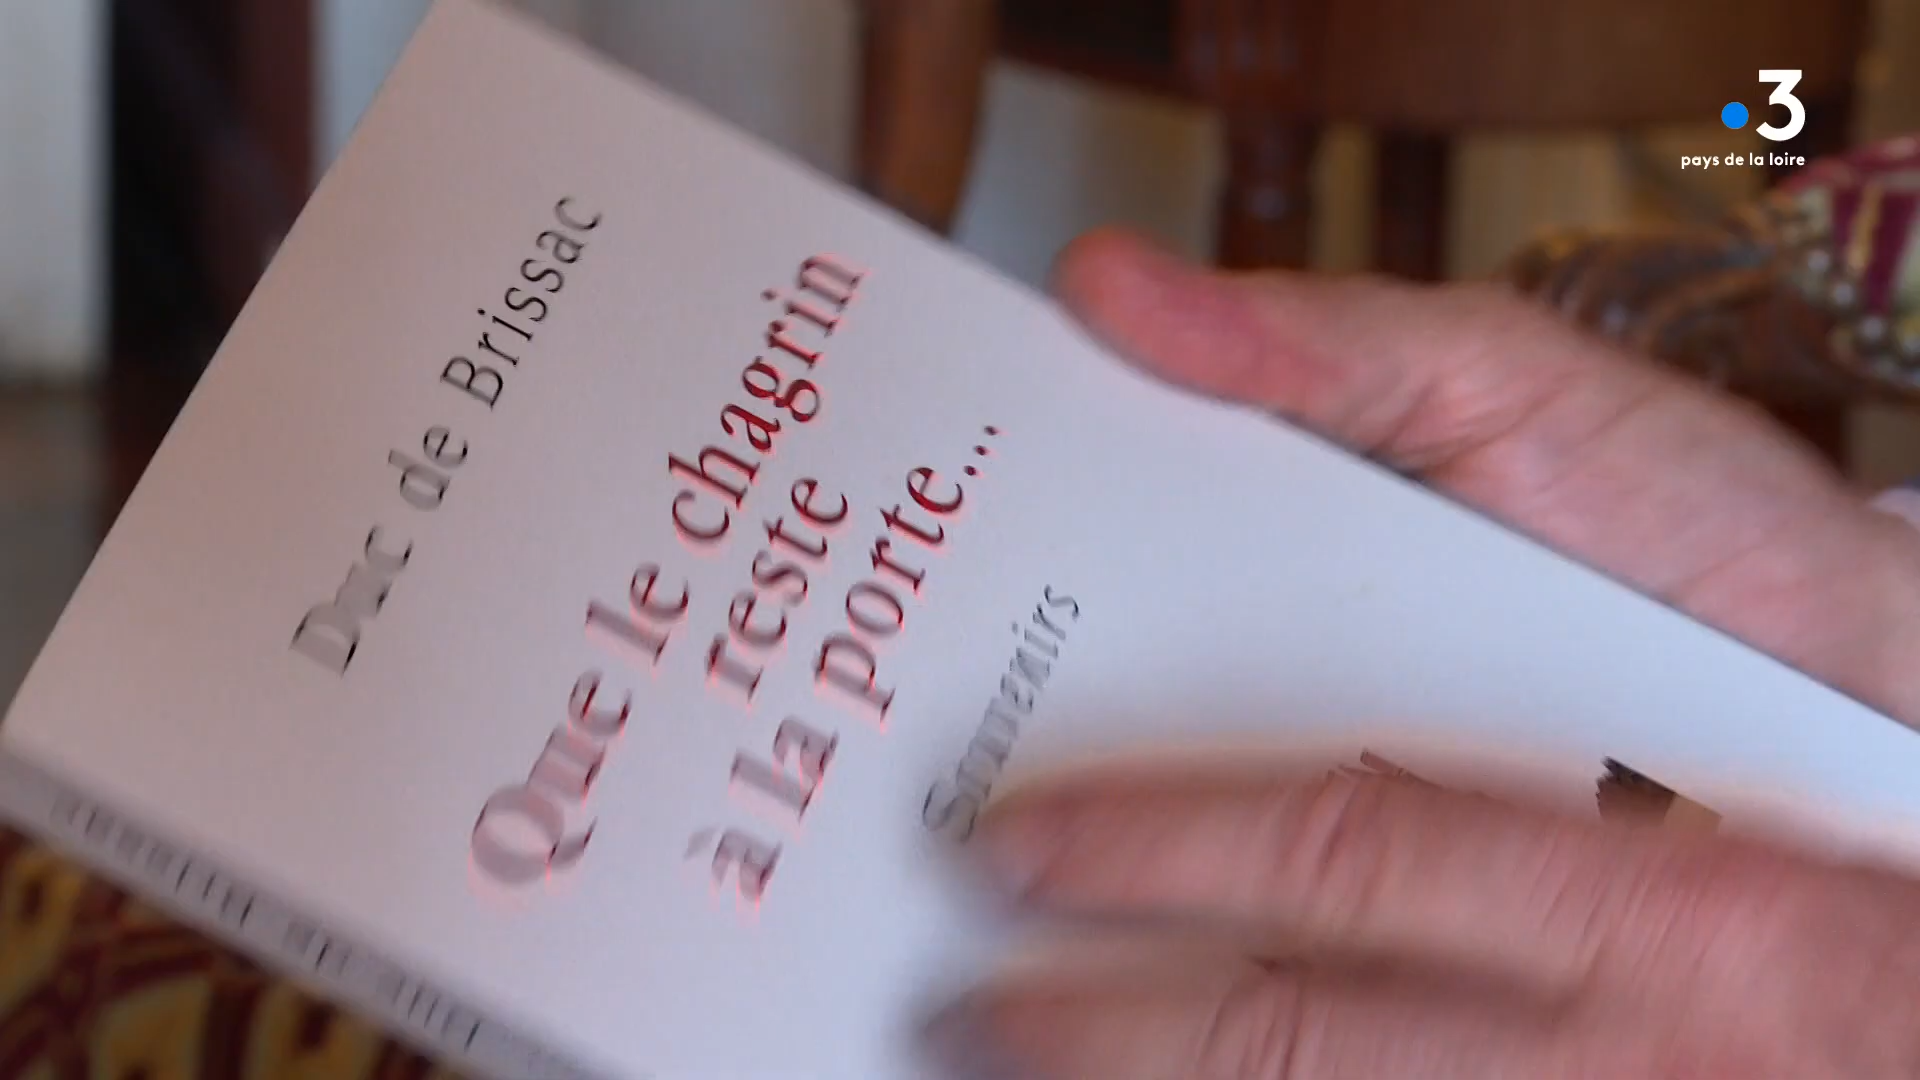 Duc de Brissac
Que le chagrin
reste
à la porte...
Souvenirs
3
pays de la loire